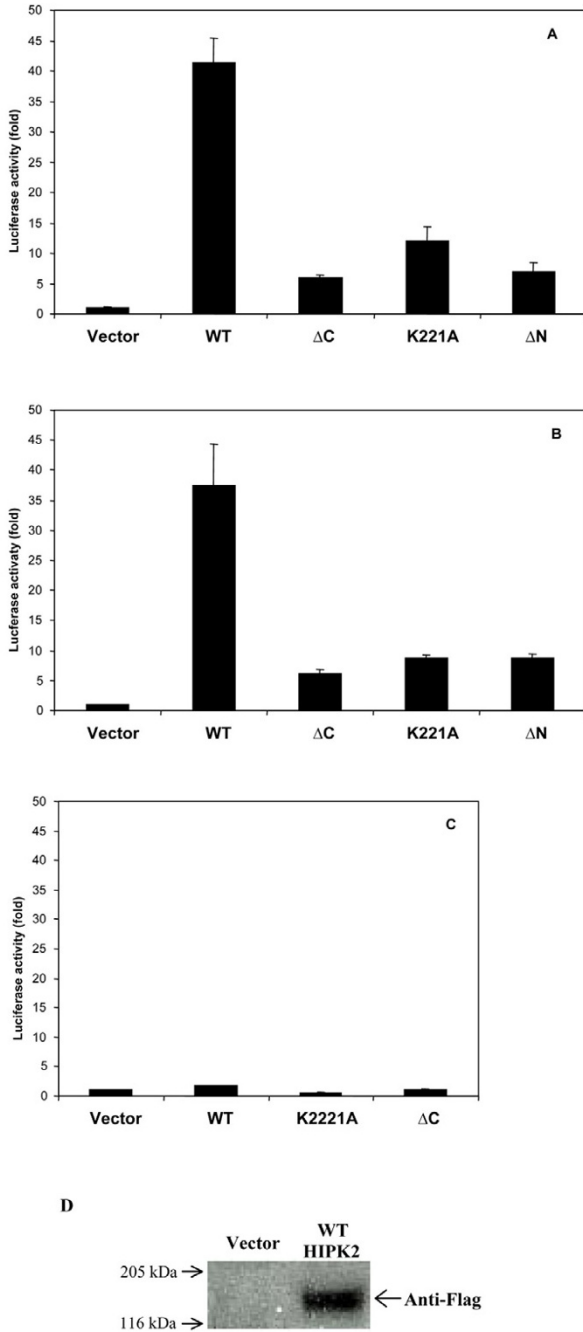 A
Luciferase activity (fold)
50
45
40
35
30
25
20
15
10
5
0
Vector WT ΔC K221A ΔN
B
Lucferase activaty (fold)
50
45
40
35
30
25
20
15
10
5
0
Vector WT ΔC K221A ΔN
C
Luciferase activity (fold)
50
45
40
35
30
25
20
15
10
5
0
Vector WT K2221A ΔC
D
Vector WT HIPK2
205 kDa
Anti-Flag
116 kDa